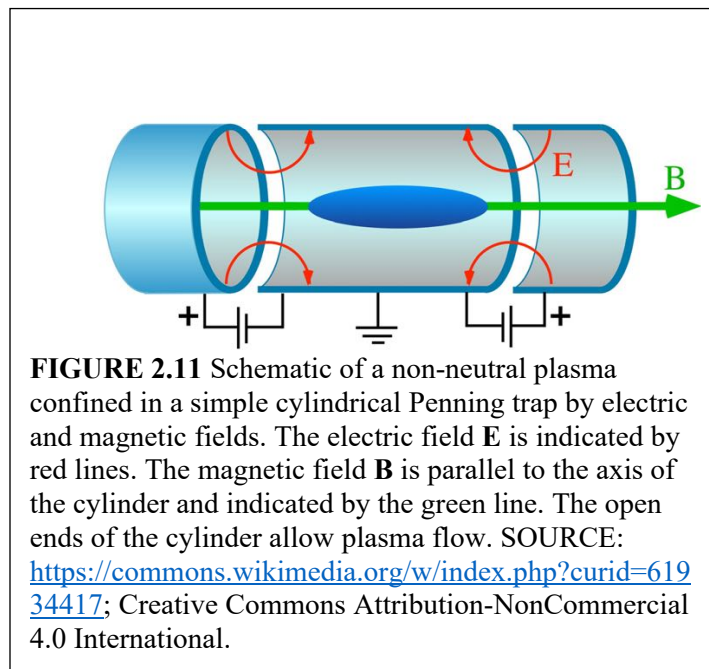 E
B
+
+
FIGURE 2.11 Schematic of a non-neutral plasma
confined in a simple cylindrical Penning trap by electric
and magnetic fields. The electric field E is indicated by
red lines. The magnetic field B is parallel to the axis of
the cylinder and indicated by the green line. The open
ends of the cylinder allow plasma flow. SOURCE:
https://commons.wikimedia.org/w/index.php?curid=619
34417; Creative Commons Attribution-NonCommercial
4.0 International.